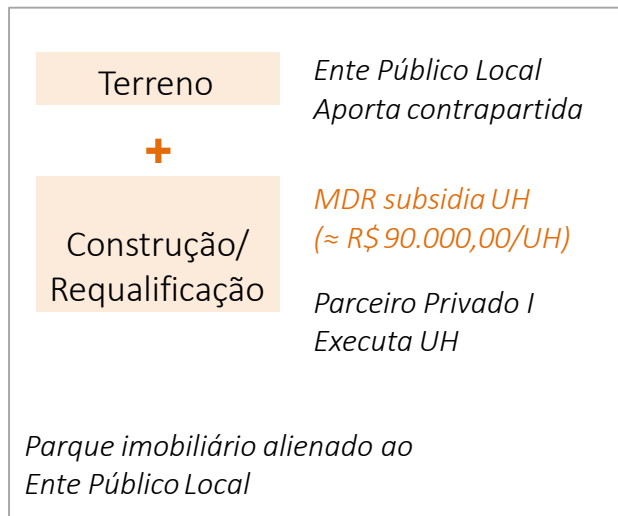 Terreno
Ente Público Local
Aporta contrapartida
+
Construção/
Requalificação
MDR subsidia UH
(≈ R$ 90.000,00/UH)
Parceiro Privado I
Executa UH
Parque imobiliário alienado ao
Ente Público Local